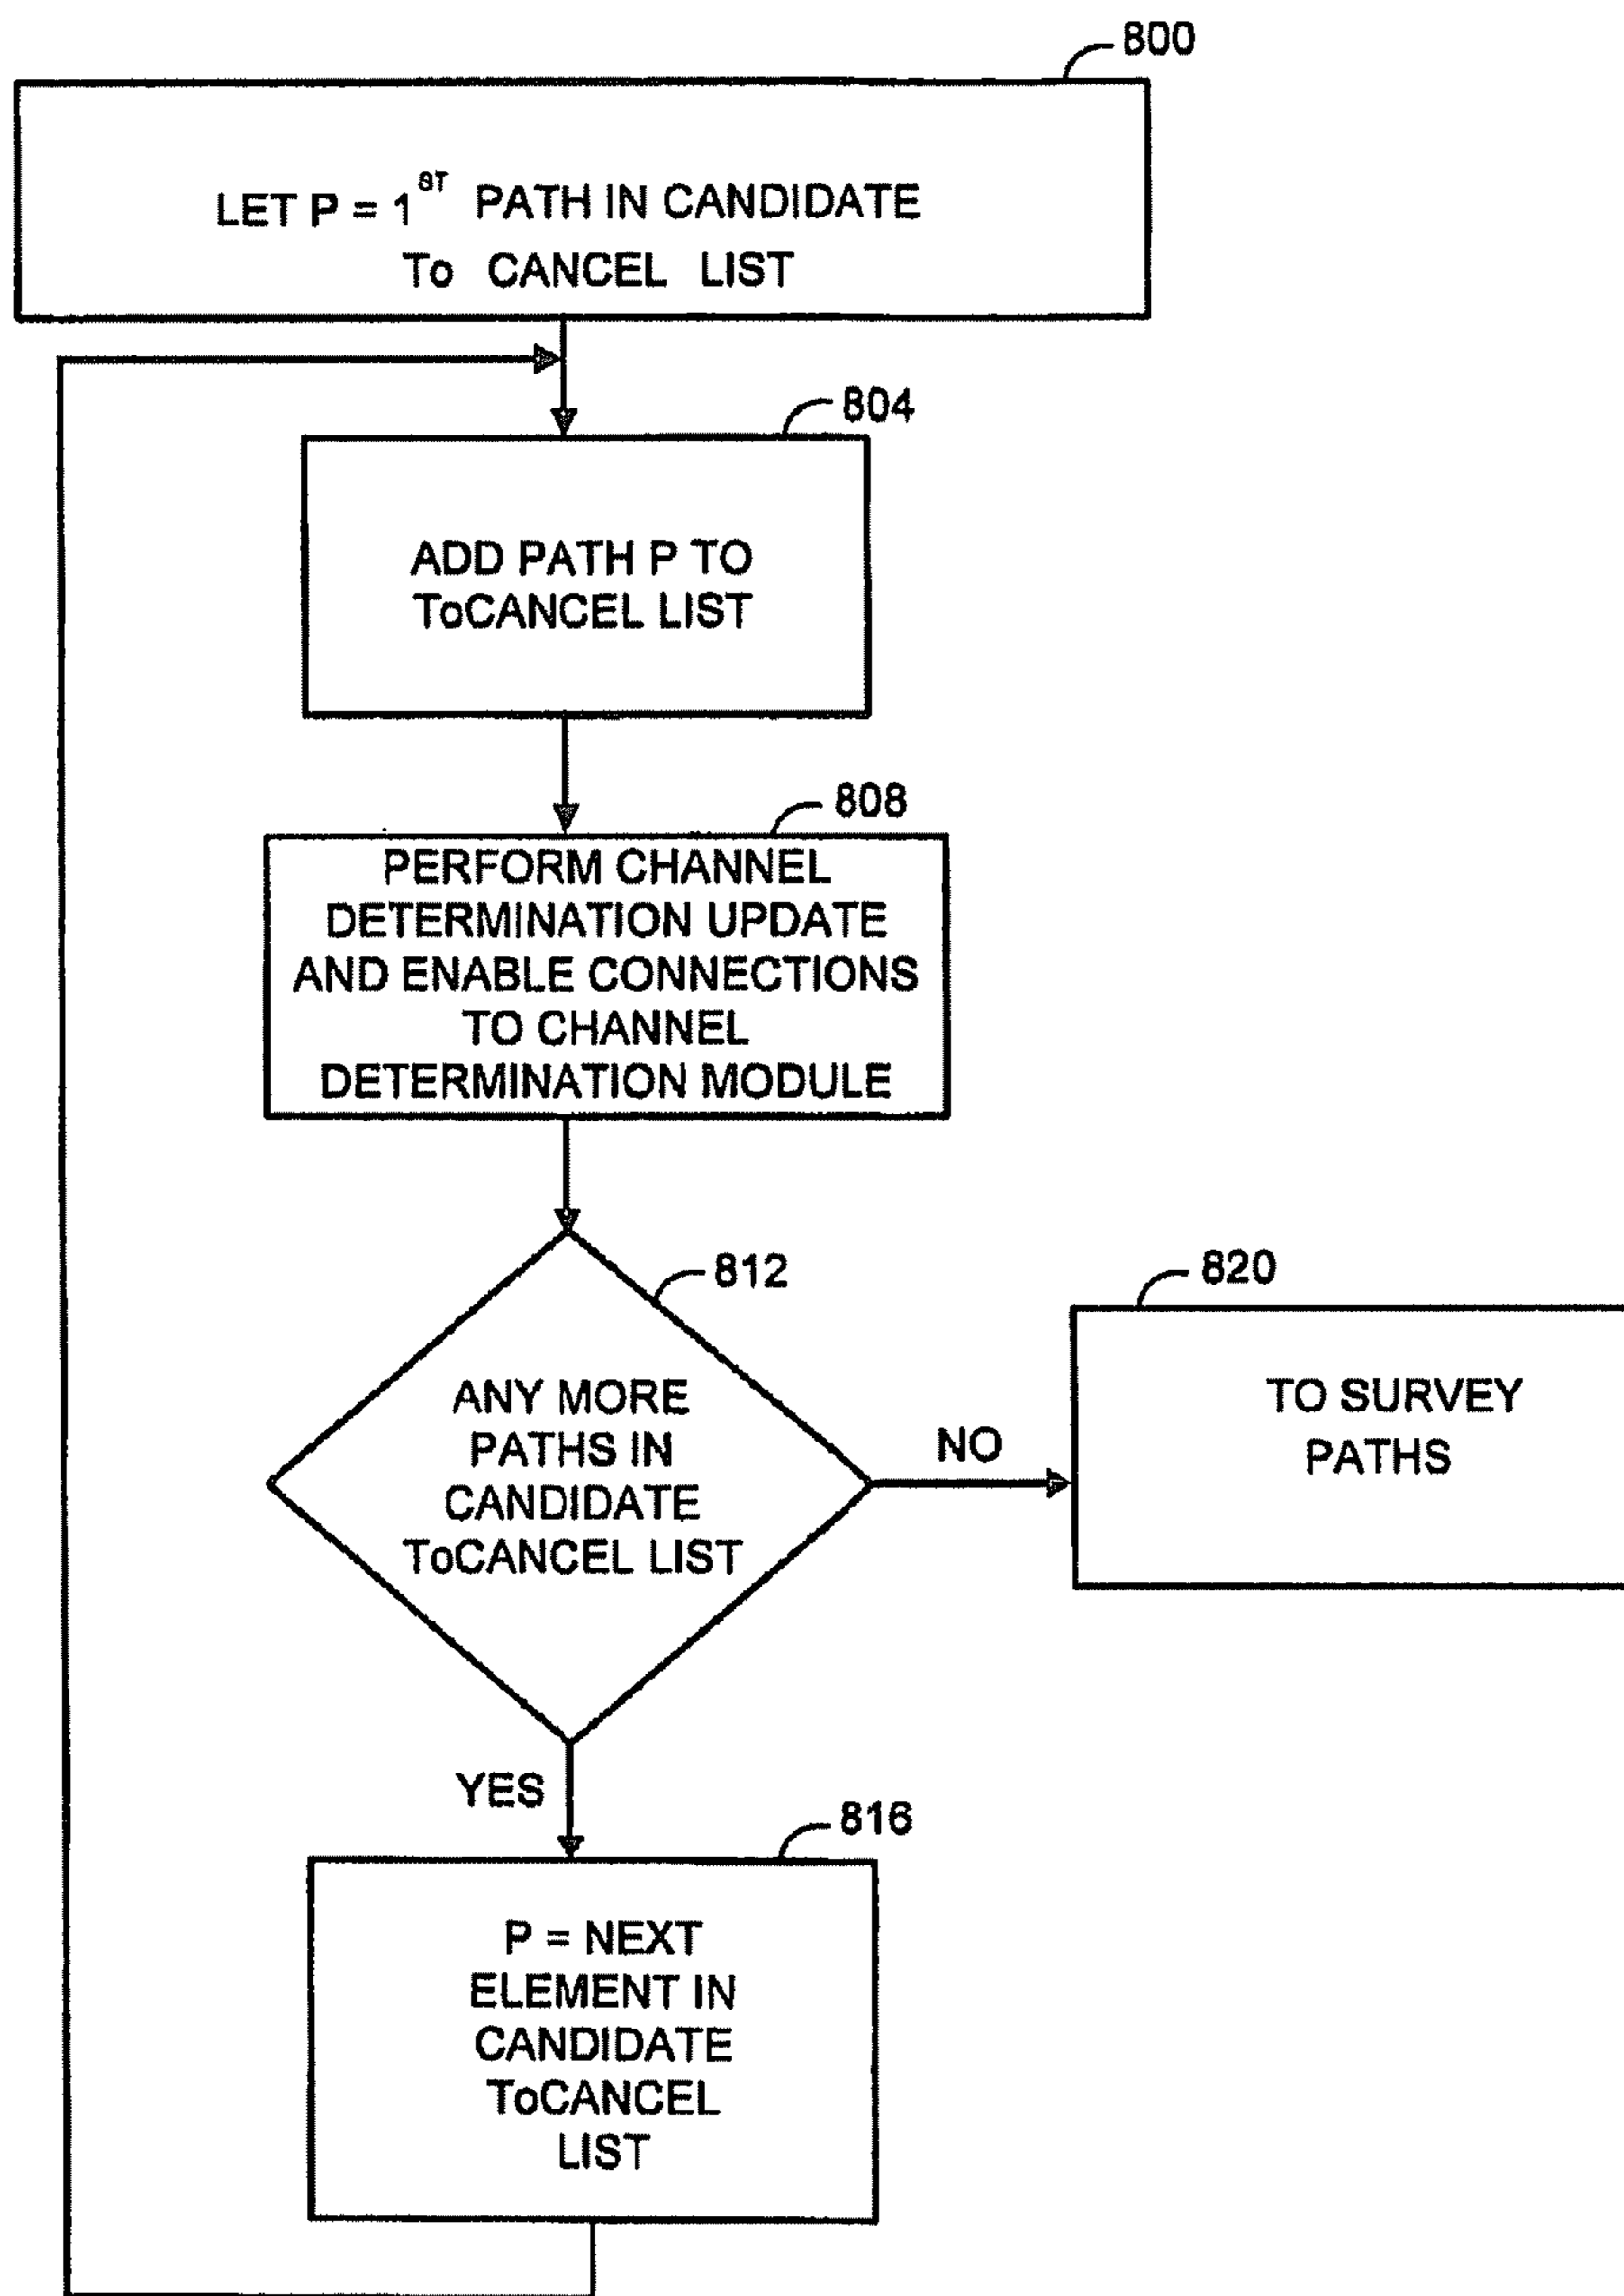 800
LET P = 1ST PATH IN CANDIDATE
To CANCEL LIST
804
ADD PATH P TO
ToCANCEL LIST
808
PERFORM CHANNEL
DETERMINATION UPDATE
AND ENABLE CONNECTIONS
TO CHANNEL
DETERMINATION MODULE
812
ANY MORE
PATHS IN
CANDIDATE
ToCANCEL LIST
NO
820
TO SURVEY
PATHS
YES
816
P = NEXT
ELEMENT IN
CANDIDATE
ToCANCEL
LIST